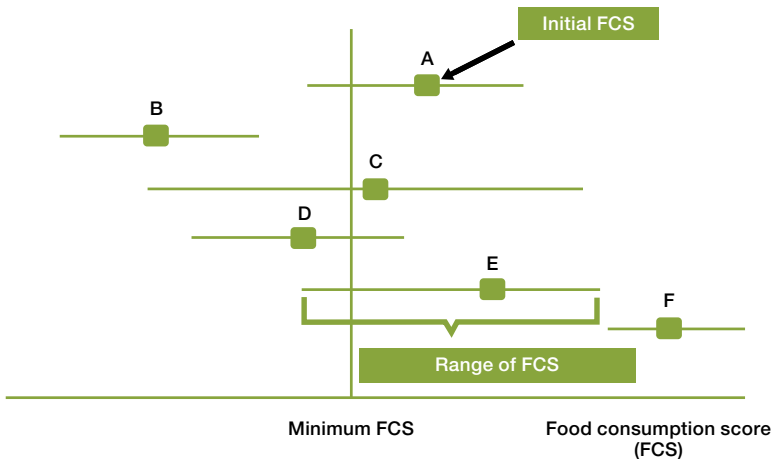 Initial FCS
A
B
C
D
E
F
Range of FCS
Minimum FCS
Food consumption score
(FCS)